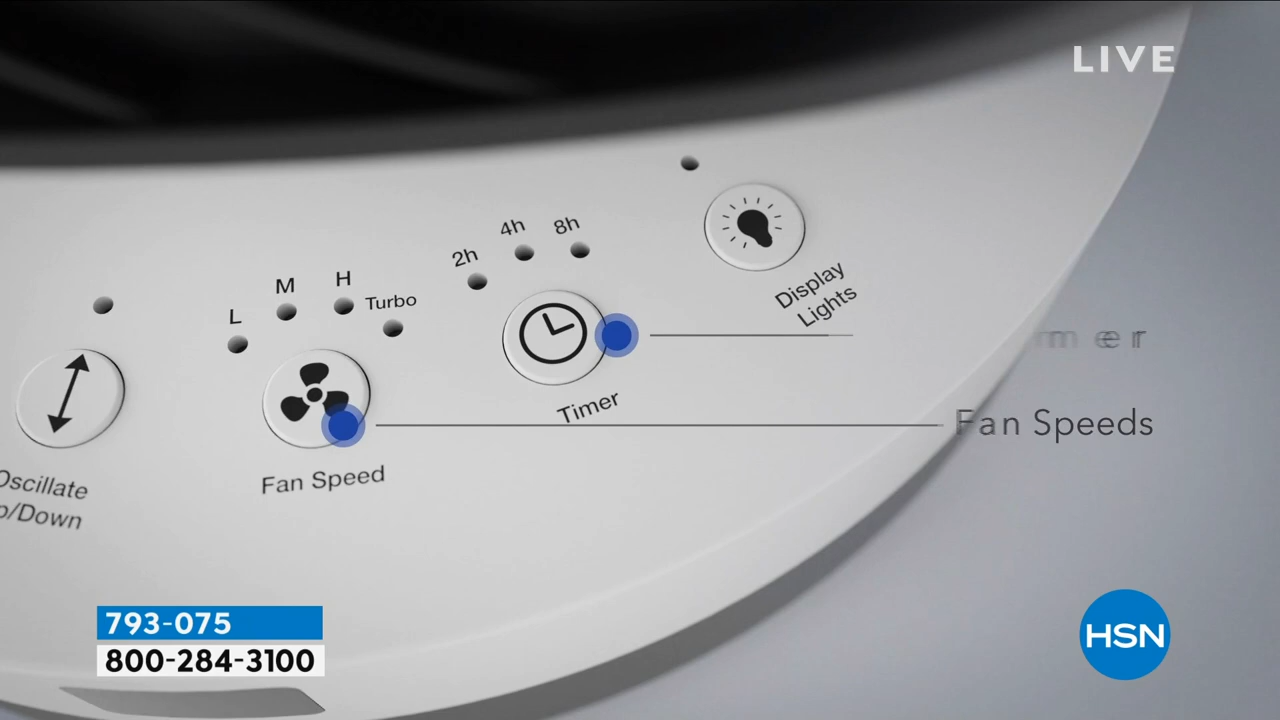 LIVE
4h
8h
2h
H
M
Turbo
L
Display
Lights
Timer
Fan Speeds
Fan Speed
Oscillate
/Down
793-075
800-284-3100
HSN